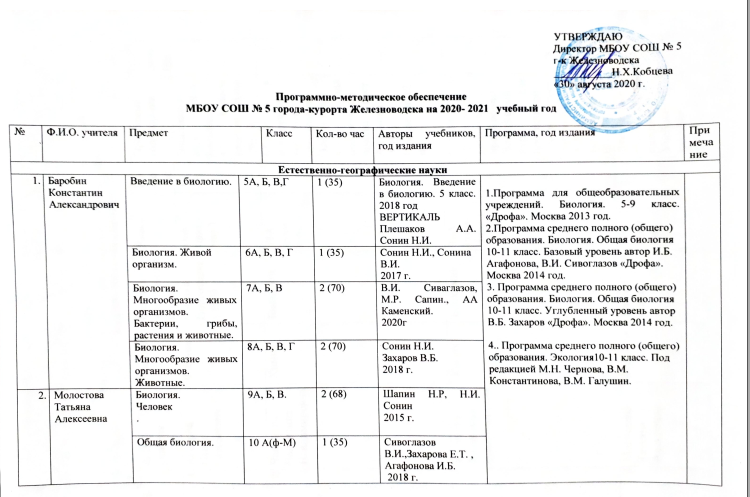 УТВЕРЖДАЮ
Директор МБОУ СОШ № 5
г-к Железноводска
Н.Х.Кобцева
«30» августа 2020 г.
Программно-методическое обеспечение
МБОУ СОШ № 5 города-курорта Железноводска на 2020- 2021 учебный год
№ Ф.И.О. учителя Предмет Класс Кол-во час Авторы учебников, год издания Программа, год издания При меча ние
Естественно-географические науки
1. Баробин Константин Александрович
Введение в биологию. 5А, Б, В,Г 1 (35)
Биология. Введение
в биологию. 5 класс.
2018 год
ВЕРТИКАЛЬ
Плешаков А.А.
Сонин Н.И.
1.Программа для общеобразовательных
учреждений. Биология. 5-9 класс.
«Дрофа». Москва 2013 год.
2.Программа среднего полного (общего)
образования. Биология. Общая биология
10-11 класс. Базовый уровень автор И.Б.
Агафонова, В.И. Сивоглазов «Дрофа».
Москва 2014 год.
3. Программа среднего полного (общего)
образования. Биология. Общая биология
10-11 класс. Углубленный уровень автор
В.Б. Захаров «Дрофа». Москва 2014 год.
4.. Программа среднего полного (общего)
образования. Экология10-11 класс. Под
редакцией М.Н. Чернова, В.М.
Константинова, В.М. Галушин.
Биология. Живой
организм.
6А, Б, В, Г 1 (35)
Сонин Н.И., Сонина
В.И.
2017 г.
Биология.
Многообразие живых
организмов.
Бактерии, грибы,
растения и животные.
7А, Б, В 2 (70)
В.И. Сиваглазов,
М.Р. Сапин., АА
Каменский.
2020г
Биология.
Многообразие живых
организмов.
Животные.
8А, Б, В, Г 2 (70)
Сонин Н.И.
Захаров В.Б.
2018 г.
2. Молостова
Татьяна
Алексеевна
Биология.
Человек
.
9А, Б, В. 2 (68)
Шапин Н.Р, Н.И.
Сонин
2015 г.
Общая биология. 10 А(ф-М) 1 (35)
Сивоглазов
В.И.,Захарова Е.Т. ,
Агафонова И.Б.
2018 г.